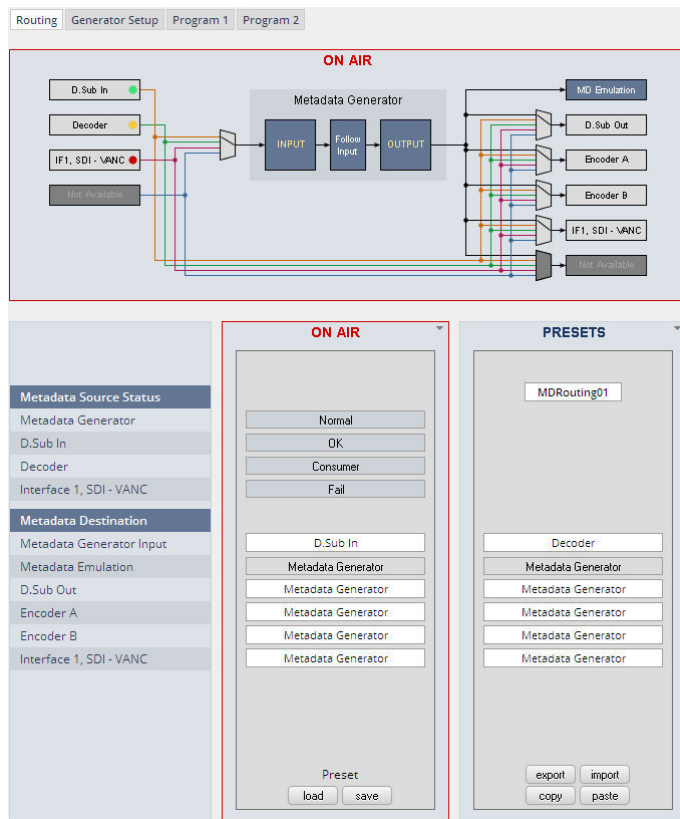 Routing Generator Setup Program 1 Program 2
ON AIR
D.Sub In
Decoder
IF1, SDI - VANC
Not Available
Metadata Generator
INPUT
Follow
Input
OUTPUT
MD Emulation
D.Sub Out
Encoder A
Encoder B
IF1, SDI - VANC
Not Available
Metadata Source Status
Metadata Generator
D.Sub In
Decoder
Interface 1, SDI - VANC
Metadata Destination
Metadata Generator Input
Metadata Emulation
D.Sub Out
Encoder A
Encoder B
Interface 1, SDI - VANC
ON AIR
Normal
OK
Consumer
Fail
D.Sub In
Metadata Generator
Metadata Generator
Metadata Generator
Metadata Generator
Metadata Generator
Preset
load save
PRESETS
MDRouting01
Decoder
Metadata Generator
Metadata Generator
Metadata Generator
Metadata Generator
Metadata Generator
export import
copy paste